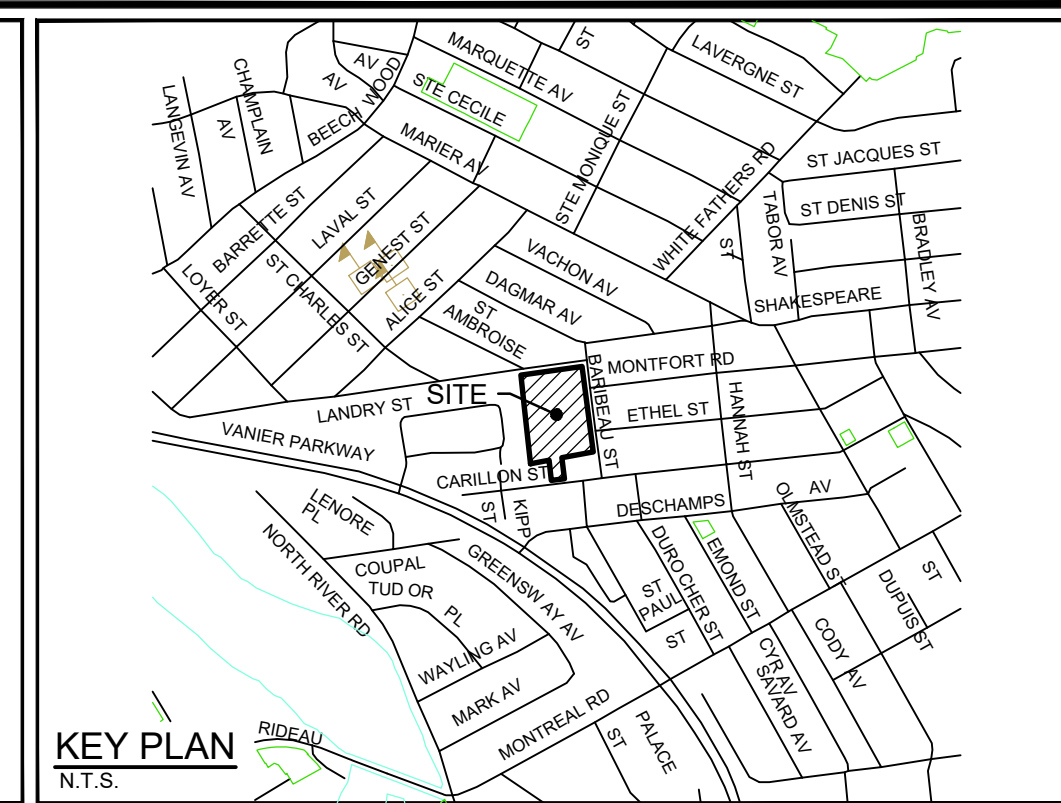 MARQUETTE AV
ST
LAVERGNE ST
AV
AV
BEECH WOOD
STE CECILE
CHAMPLAIN
AV
LANGEVIN AV
MARIER AV
STE MONIQUE ST
WHITE FATHERS RD
ST JACQUES ST
ST DENIS ST
TABOR AV
ST
BRADLEY AV
BARRETTE ST
LAVAL ST
GENEST ST
ALICE ST
LOYER ST
ST CHARLES ST
VACHON AV
DAGMAR AV
ST
AMBROISE
SHAKESPEARE
MONTFORT RD
BARIBEAU ST
SITE
LANDRY ST
ETHEL ST
HANNAH ST
VANIER PARKWAY
CARILLON ST
KIPP
ST
DESCHAMPS
AV
OLMSTEAD ST
LENORE
PL
NORTH RIVER RD
COUPAL
TUD OR
PL
GREENSW AY AV
DUROCHER ST
EMOND ST
ST
PAUL
ST
ST
DUPUIS ST
WAYLING AV
MARK AV
CODY AV
CYR AV
SAVARD AV
MONTREAL RD
PALACE
ST
RIDEAU
KEY PLAN
N.T.S.